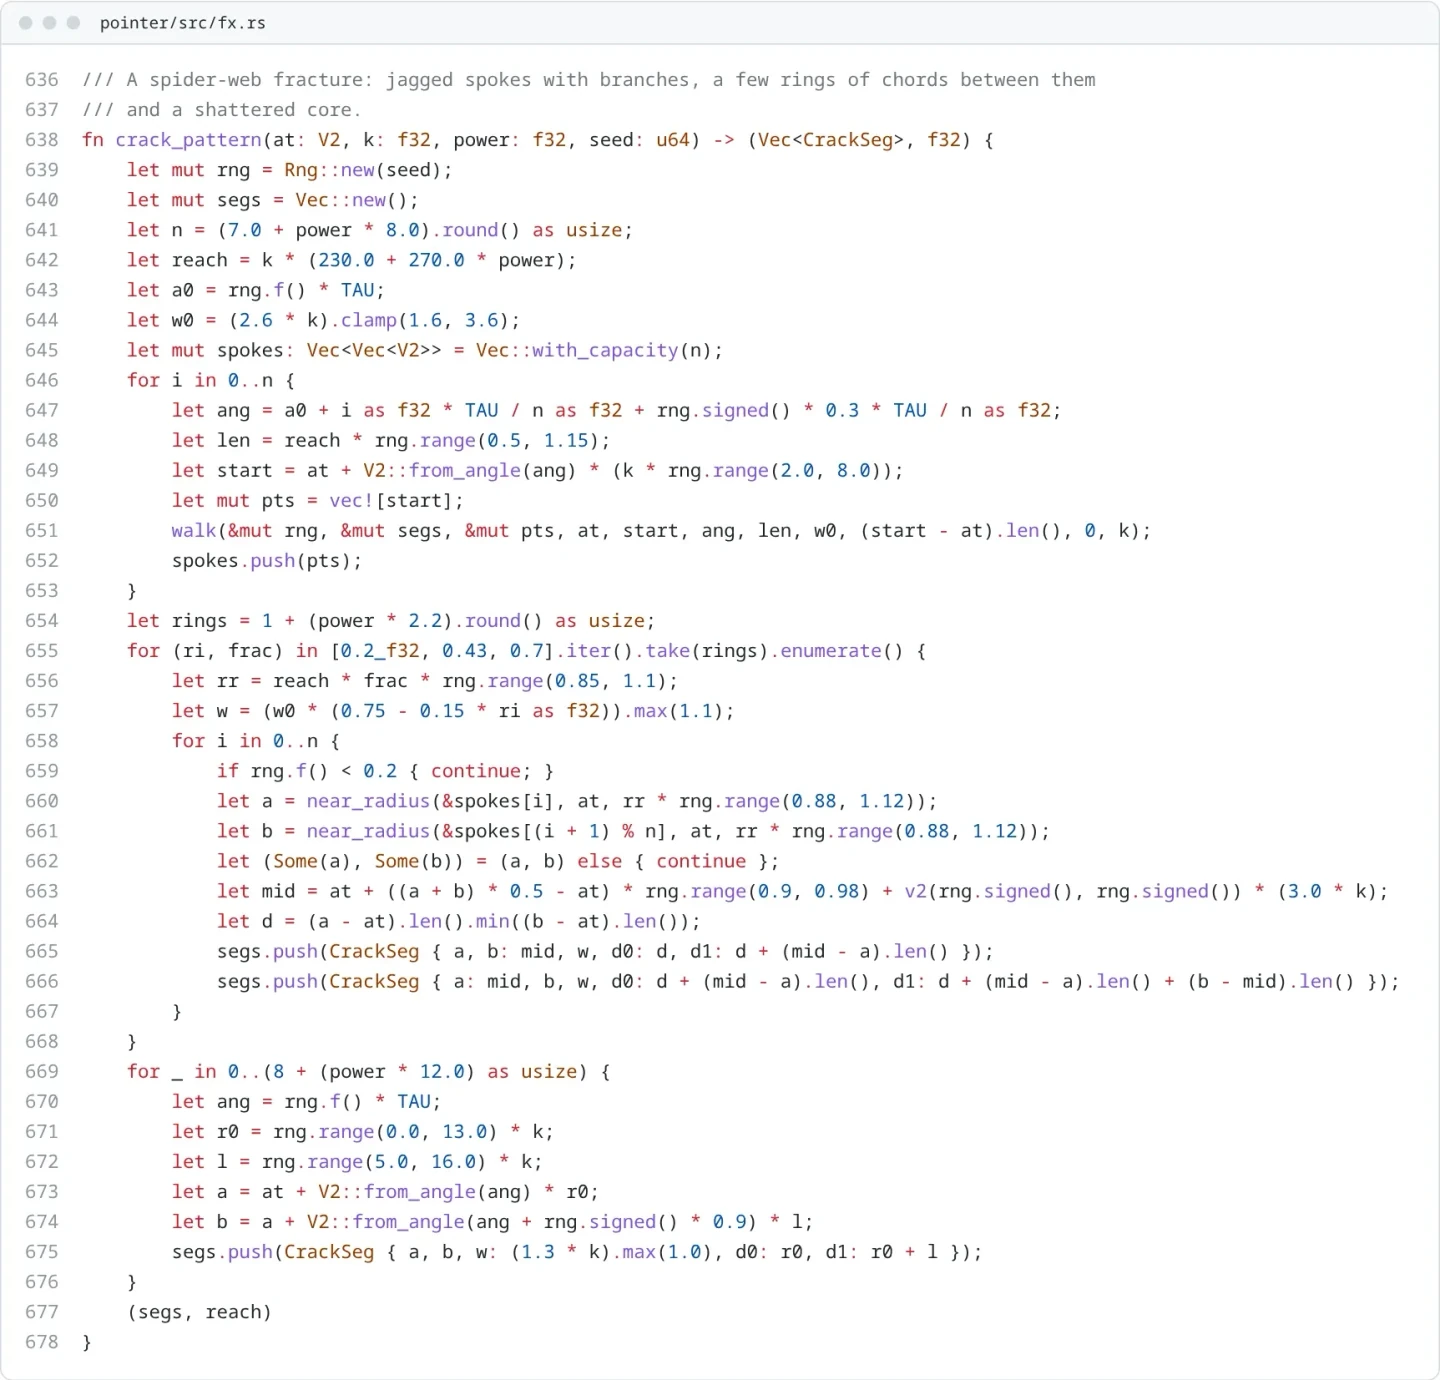 pointer/src/fx.rs
636 /// A spider-web fracture: jagged spokes with branches, a few rings of chords between them
637 /// and a shattered core.
638 fn crack_pattern(at: V2, k: f32, power: f32, seed: u64) -> (Vec<CrackSeg>, f32) {
639     let mut rng = Rng::new(seed);
640     let mut segs = Vec::new();
641     let n = (7.0 + power * 8.0).round() as usize;
642     let reach = k * (230.0 + 270.0 * power);
643     let a0 = rng.f() * TAU;
644     let w0 = (2.6 * k).clamp(1.6, 3.6);
645     let mut spokes: Vec<Vec<V2>> = Vec::with_capacity(n);
646     for i in 0..n {
647         let ang = a0 + i as f32 * TAU / n as f32 + rng.signed() * 0.3 * TAU / n as f32;
648         let len = reach * rng.range(0.5, 1.15);
649         let start = at + V2::from_angle(ang) * (k * rng.range(2.0, 8.0));
650         let mut pts = vec![start];
651         walk(&mut rng, &mut segs, &mut pts, at, start, ang, len, w0, (start - at).len(), 0, k);
652         spokes.push(pts);
653     }
654     let rings = 1 + (power * 2.2).round() as usize;
655     for (ri, frac) in [0.2_f32, 0.43, 0.7].iter().take(rings).enumerate() {
656         let rr = reach * frac * rng.range(0.85, 1.1);
657         let w = (w0 * (0.75 - 0.15 * ri as f32)).max(1.1);
658         for i in 0..n {
659             if rng.f() < 0.2 { continue; }
660             let a = near_radius(&spokes[i], at, rr * rng.range(0.88, 1.12));
661             let b = near_radius(&spokes[(i + 1) % n], at, rr * rng.range(0.88, 1.12));
662             let (Some(a), Some(b)) = (a, b) else { continue };
663             let mid = at + ((a + b) * 0.5 - at) * rng.range(0.9, 0.98) + v2(rng.signed(), rng.signed()) * (3.0 * k);
664             let d = (a - at).len().min((b - at).len());
665             segs.push(CrackSeg { a, b: mid, w, d0: d, d1: d + (mid - a).len() });
666             segs.push(CrackSeg { a: mid, b, w, d0: d + (mid - a).len(), d1: d + (mid - a).len() + (b - mid).len() });
667         }
668     }
669     for _ in 0..(8 + (power * 12.0) as usize) {
670         let ang = rng.f() * TAU;
671         let r0 = rng.range(0.0, 13.0) * k;
672         let l = rng.range(5.0, 16.0) * k;
673         let a = at + V2::from_angle(ang) * r0;
674         let b = a + V2::from_angle(ang + rng.signed() * 0.9) * l;
675         segs.push(CrackSeg { a, b, w: (1.3 * k).max(1.0), d0: r0, d1: r0 + l });
676     }
677     (segs, reach)
678 }